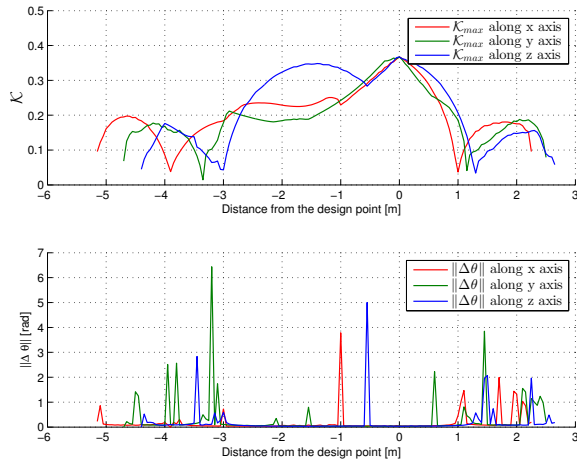 0.5
0.4
0.3
0.2
0.1
0
𝒦
𝒦max along x axis
𝒦max along y axis
𝒦max along z axis
−6 −5 −4 −3 −2 −1 0 1 2 3
Distance from the design point [m]
7
6
5
4
3
2
1
0
||Δ θ|| [rad]
∥Δθ∥ along x axis
∥Δθ∥ along y axis
∥Δθ∥ along z axis
−6 −5 −4 −3 −2 −1 0 1 2 3
Distance from the design point [m]